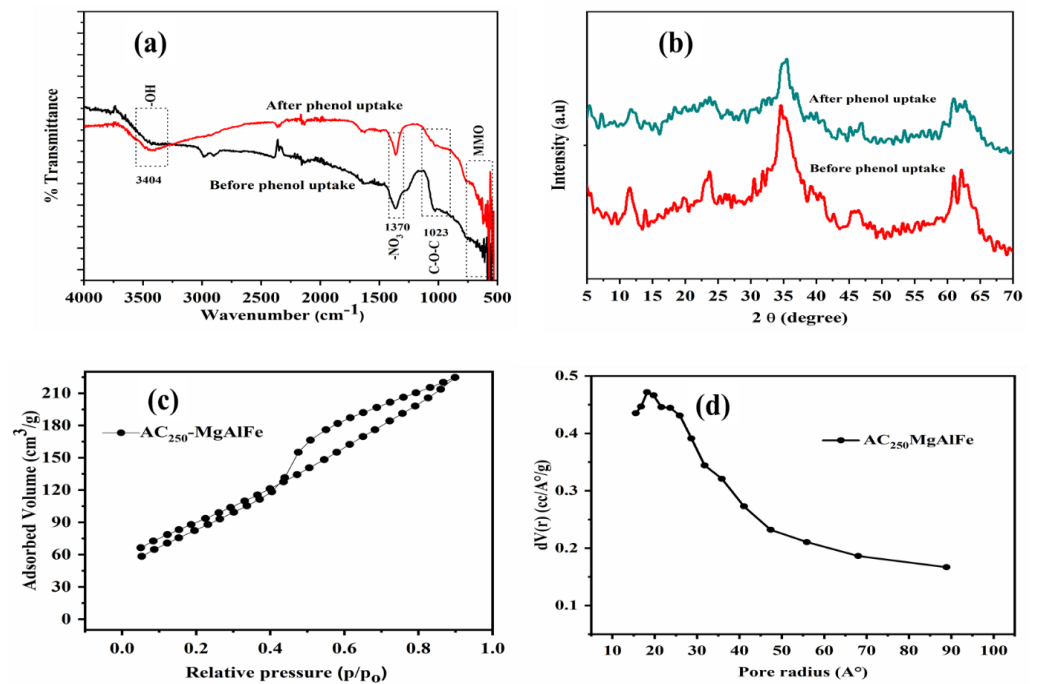 (a)
% Transmittance
-OH
3404
After phenol uptake
Before phenol uptake
1370
-NO3
1023
C-O-C
MMO
4000 3500 3000 2500 2000 1500 1000 500
Wavenumber (cm-1)
(b)
Intensity (a.u)
After phenol uptake
Before phenol uptake
5 10 15 20 25 30 35 40 45 50 55 60 65 70
2 θ (degree)
(c)
Adsorbed Volume (cm3/g)
210
180
150
120
90
60
30
0
AC250-MgAlFe
0.0 0.2 0.4 0.6 0.8 1.0
Relative pressure (p/po)
(d)
dV(r) (cc/A°/g)
0.5
0.4
0.3
0.2
0.1
AC250MgAlFe
10 20 30 40 50 60 70 80 90 100
Pore radius (A°)